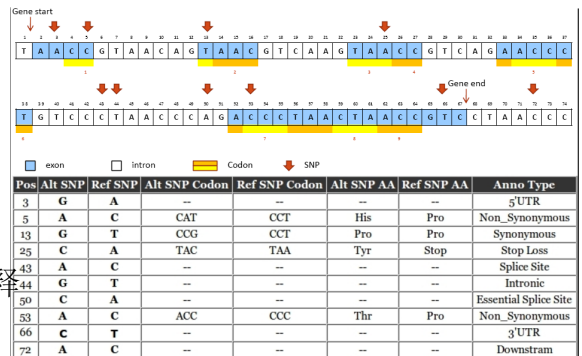 Gene start
1 2 3 4 5 6 7 8 9 10 11 12 13 14 15 16 17 18 19 20 21 22 23 24 25 26 27 28 29 30 31 32 33 34 35 36 37
T A A C C G T A A C A G T A A C G T C A A G T A A C C G T C A G A A C C C
1 2 3 4 5
Gene end
38 39 40 41 42 43 44 45 46 47 48 49 50 51 52 53 54 55 56 57 58 59 60 61 62 63 64 65 66 67 68 69 70 71 72 73 74
T G T C C C T A A C C C A G A C C C T A A C T A A C C G T C C T A A C C C
6 7 8 9
exon intron Codon SNP
Pos Alt SNP Ref SNP Alt SNP Codon Ref SNP Codon Alt SNP AA Ref SNP AA Anno Type
3 G A -- -- -- -- 5'UTR
5 A C CAT CCT His Pro Non_Synonymous
13 G T CCG CCT Pro Pro Synonymous
25 C A TAC TAA Tyr Stop Stop Loss
43 A C -- -- -- -- Splice Site
释
44 G T -- -- -- -- Intronic
50 C A -- -- -- -- Essential Splice Site
53 A C ACC CCC Thr Pro Non_Synonymous
66 C T -- -- -- -- 3'UTR
72 A C -- -- -- -- Downstram